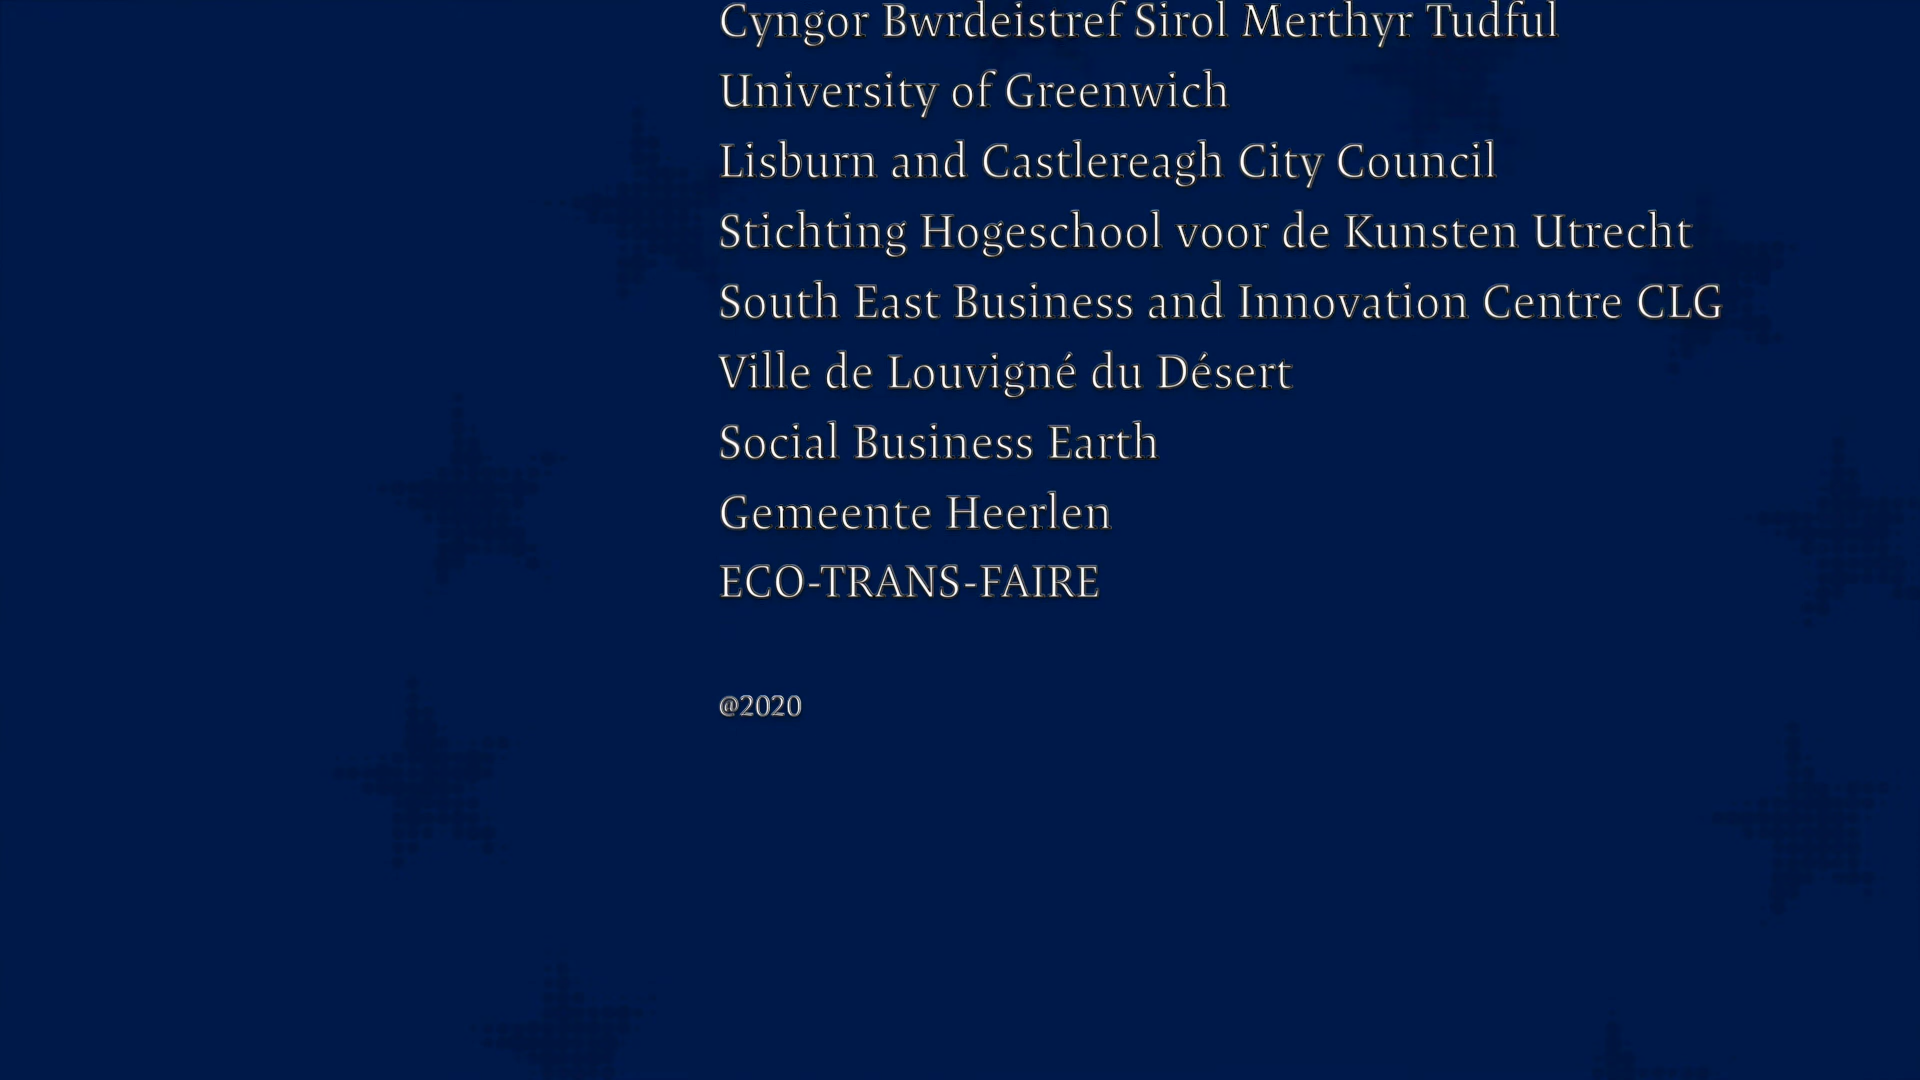 Cyngor Bwrdeistref Sirol Merthyr Tudful
University of Greenwich
Lisburn and Castlereagh City Council
Stichting Hogeschool voor de Kunsten Utrecht
South East Business and Innovation Centre CLG
Ville de Louvigné du Désert
Social Business Earth
Gemeente Heerlen
ECO-TRANS-FAIRE
@2020